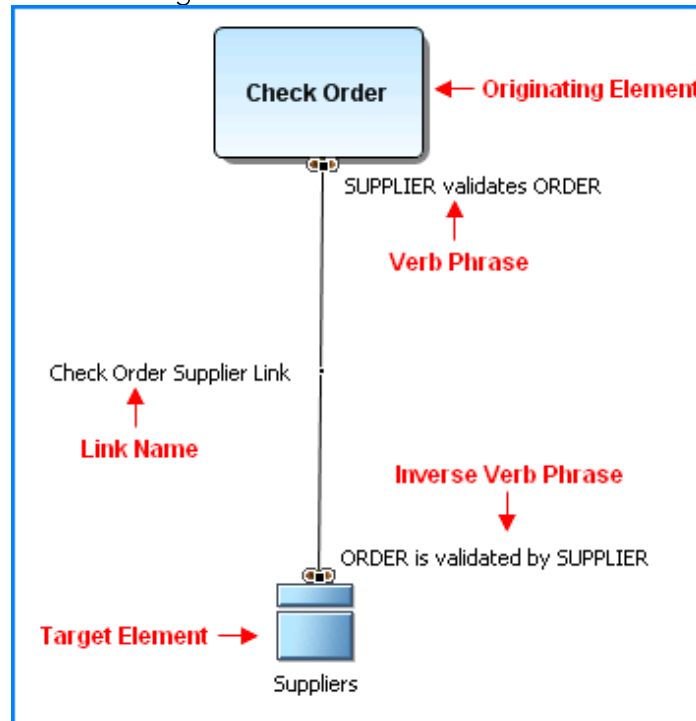 Check Order
Originating Element
SUPPLIER validates ORDER
Verb Phrase
Check Order Supplier Link
Link Name
Inverse Verb Phrase
ORDER is validated by SUPPLIER
Target Element
Suppliers